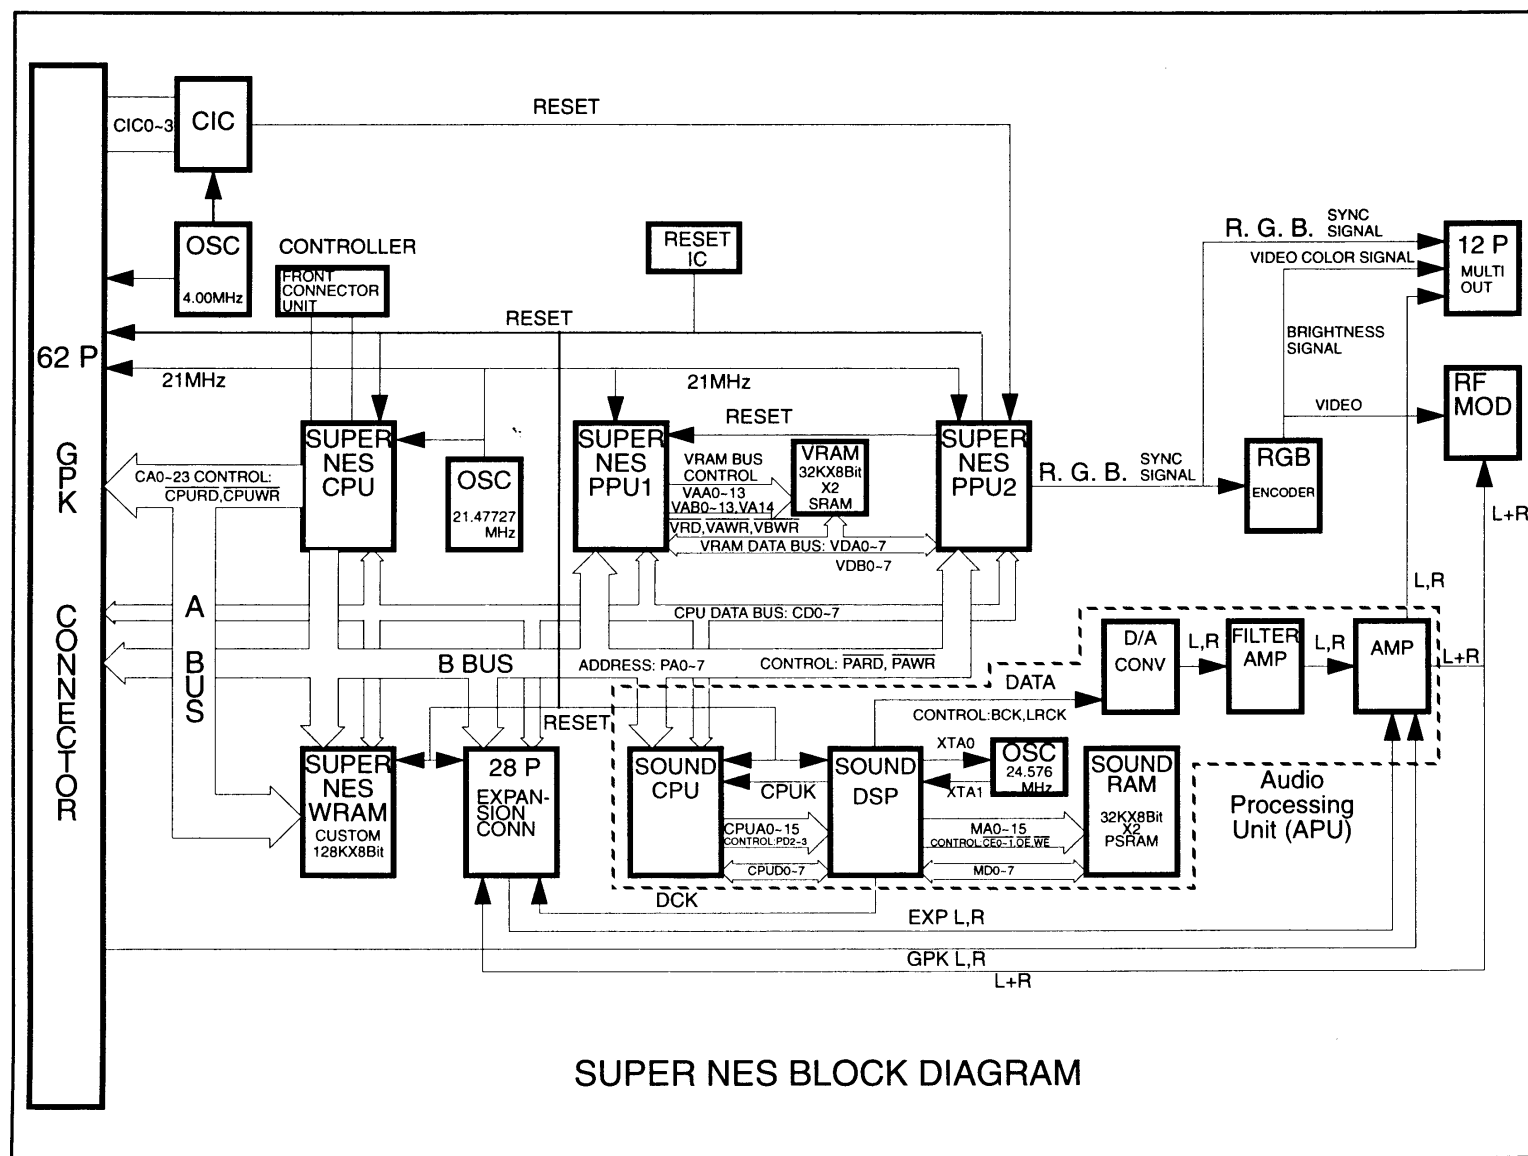 RESET
CIC
CIC0~3
OSC
4.00MHz
CONTROLLER
FRONT
CONNECTOR
UNIT
RESET
IC
R. G. B.
SYNC
SIGNAL
12 P
MULTI
OUT
VIDEO COLOR SIGNAL
RESET
BRIGHTNESS
SIGNAL
62 P
GPK
CONNECTOR
21MHz
21MHz
RF
MOD
VIDEO
RESET
SUPER
NES
CPU
SUPER
NES
PPU1
VRAM
32KX8Bit
X2
SRAM
SUPER
NES
PPU2
VRAM BUS
CONTROL
VAA0~13
VAB0~13,VA14
VRD,VAWR,VBWR
VRAM DATA BUS: VDA0~7
VDB0~7
CA0~23 CONTROL:
CPURD,CPUWR
OSC
21.47727
MHz
R. G. B.
SYNC
SIGNAL
RGB
ENCODER
L+R
L,R
A
BUS
CPU DATA BUS: CD0~7
B BUS
ADDRESS: PA0~7
CONTROL: PARD, PAWR
D/A
CONV
L,R
FILTER
AMP
L,R
AMP
L+R
DATA
CONTROL:BCK,LRCK
RESET
SUPER
NES
WRAM
CUSTOM
128KX8Bit
28 P
EXPAN-
SION
CONN
SOUND
CPU
CPUK
SOUND
DSP
XTA0
XTA1
OSC
24.576
MHz
SOUND
RAM
32KX8Bit
X2
PSRAM
Audio
Processing
Unit (APU)
CPUA0~15
CONTROL:PD2~3
MA0~15
CONTROL:CE0~1,OE,WE
CPUD0~7
MD0~7
DCK
EXP L,R
GPK L,R
L+R
SUPER NES BLOCK DIAGRAM